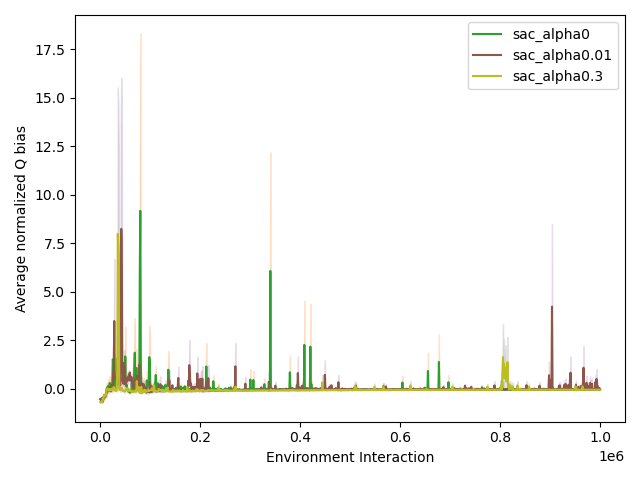 sac_alpha0
sac_alpha0.01
sac_alpha0.3
17.5
15.0
12.5
10.0
7.5
5.0
2.5
0.0
Average normalized Q bias
0.0 0.2 0.4 0.6 0.8 1.0
1e6
Environment Interaction